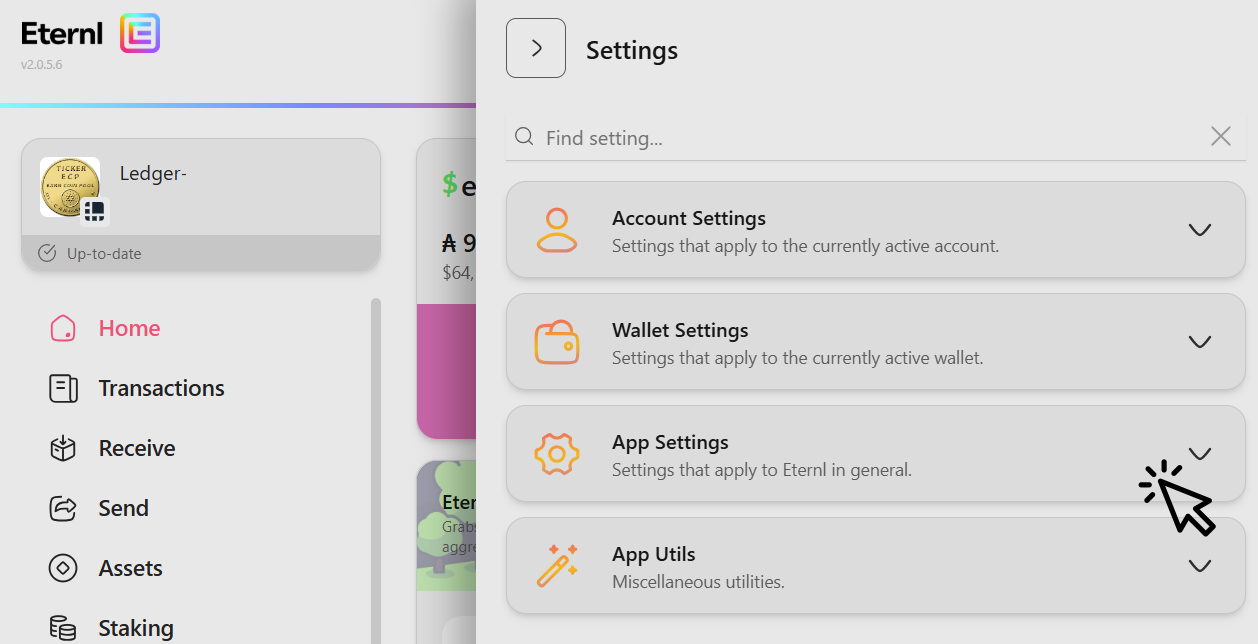 Eternl
v2.0.5.6
TICKER
ECP
Ledger-
Up-to-date
Home
Transactions
Receive
Send
Assets
Staking
$e
₳ 9
$64,
Eter
Grabs
aggre
Settings
Find setting...
Account Settings
Settings that apply to the currently active account.
Wallet Settings
Settings that apply to the currently active wallet.
App Settings
Settings that apply to Eternl in general.
App Utils
Miscellaneous utilities.